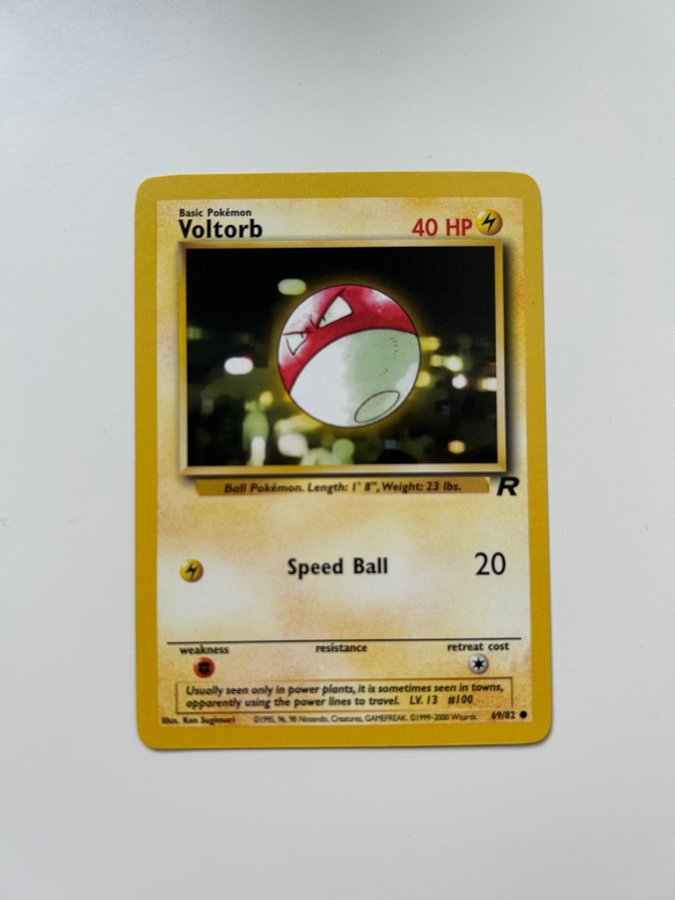 Basic Pokémon
Voltorb
40 HP
Ball Pokémon. Length: 1' 8", Weight: 23 lbs.
R
Speed Ball 20
weakness resistance retreat cost
Usually seen only in power plants, it is sometimes seen in towns,
apparently using the power lines to travel. LV. 13 #100
Illus. Ken Sugimori ©1995, 96, 98 Nintendo, Creatures, GAMEFREAK. ©1999-2000 Wizards. 69/82